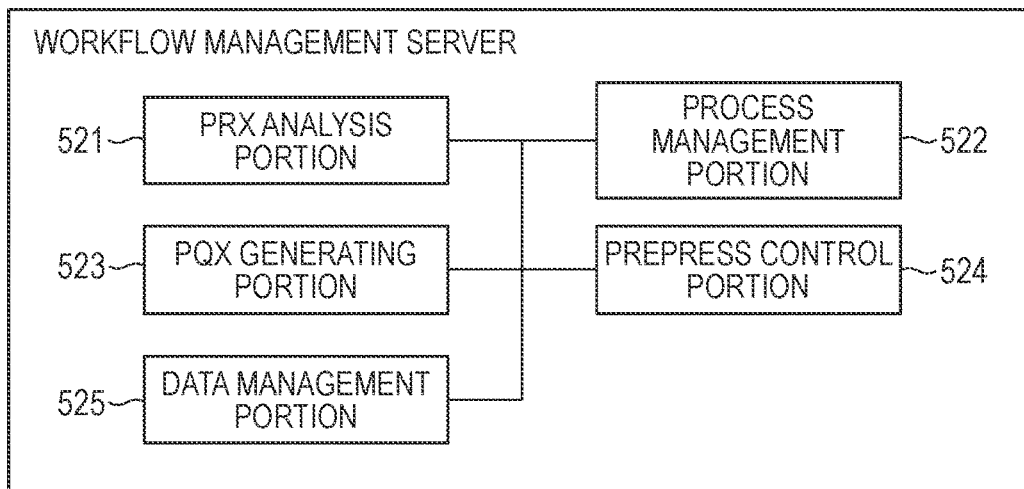 WORKFLOW MANAGEMENT SERVER
521
PRX ANALYSIS
PORTION
PROCESS
MANAGEMENT
PORTION
522
523
PQX GENERATING
PORTION
PREPRESS CONTROL
PORTION
524
525
DATA MANAGEMENT
PORTION